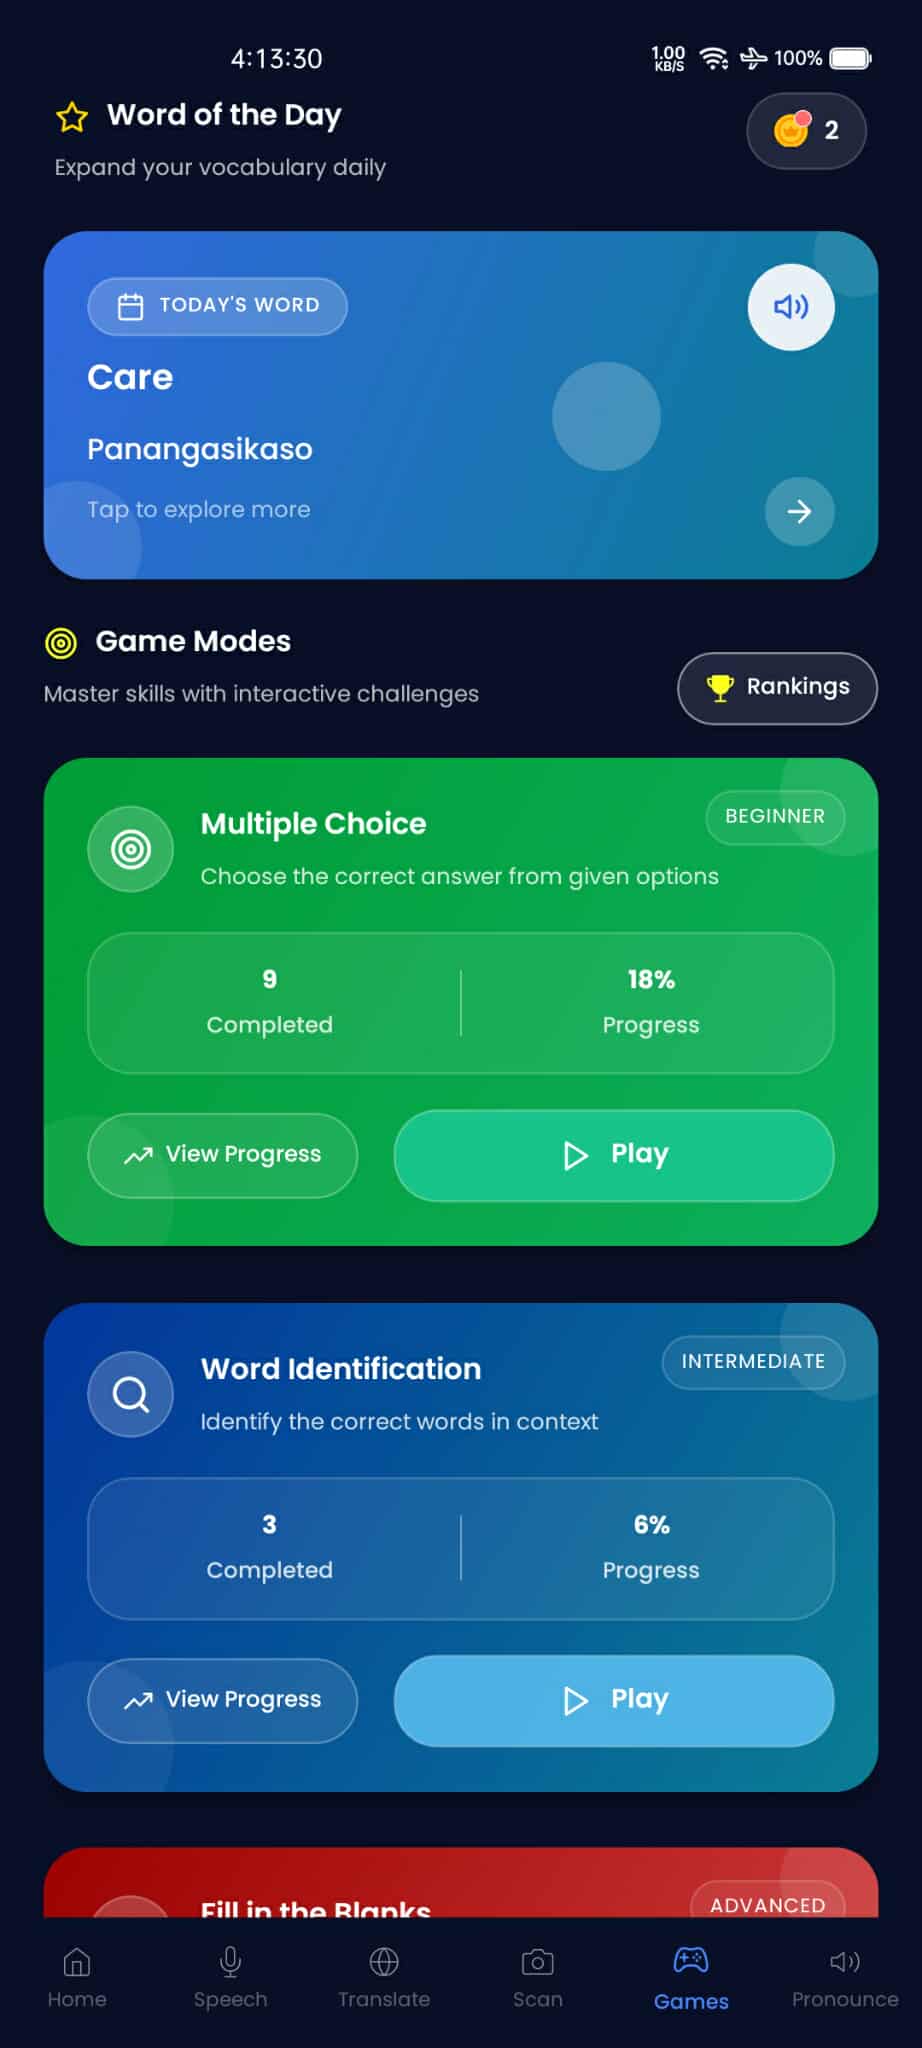 4:13:30
1.00 KB/S
100%
Word of the Day
2
Expand your vocabulary daily
TODAY'S WORD
Care
Panangasikaso
Tap to explore more
Game Modes
Master skills with interactive challenges
Rankings
Multiple Choice
BEGINNER
Choose the correct answer from given options
9
18%
Completed
Progress
View Progress
Play
Word Identification
INTERMEDIATE
Identify the correct words in context
3
6%
Completed
Progress
View Progress
Play
Fill in the Blanks
ADVANCED
Home
Speech
Translate
Scan
Games
Pronounce